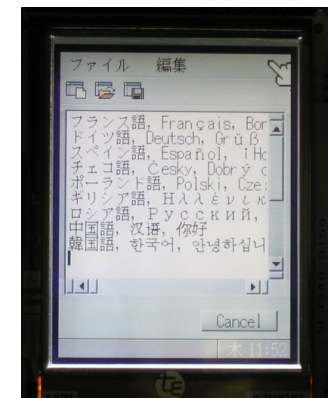 ファイル 編集
フランス語, Français, Bon
ドイツ語, Deutsch, Grüß
スペイン語, Español, ¡Ho
チェコ語, Česky, Dobrý d
ポーランド語, Polski, Cze
ギリシア語, Ελλάδα
ロシア語, Русский,
中国語, 汉语, 你好
韓国語, 한국어, 안녕하십니
Cancel
木 11:52
te